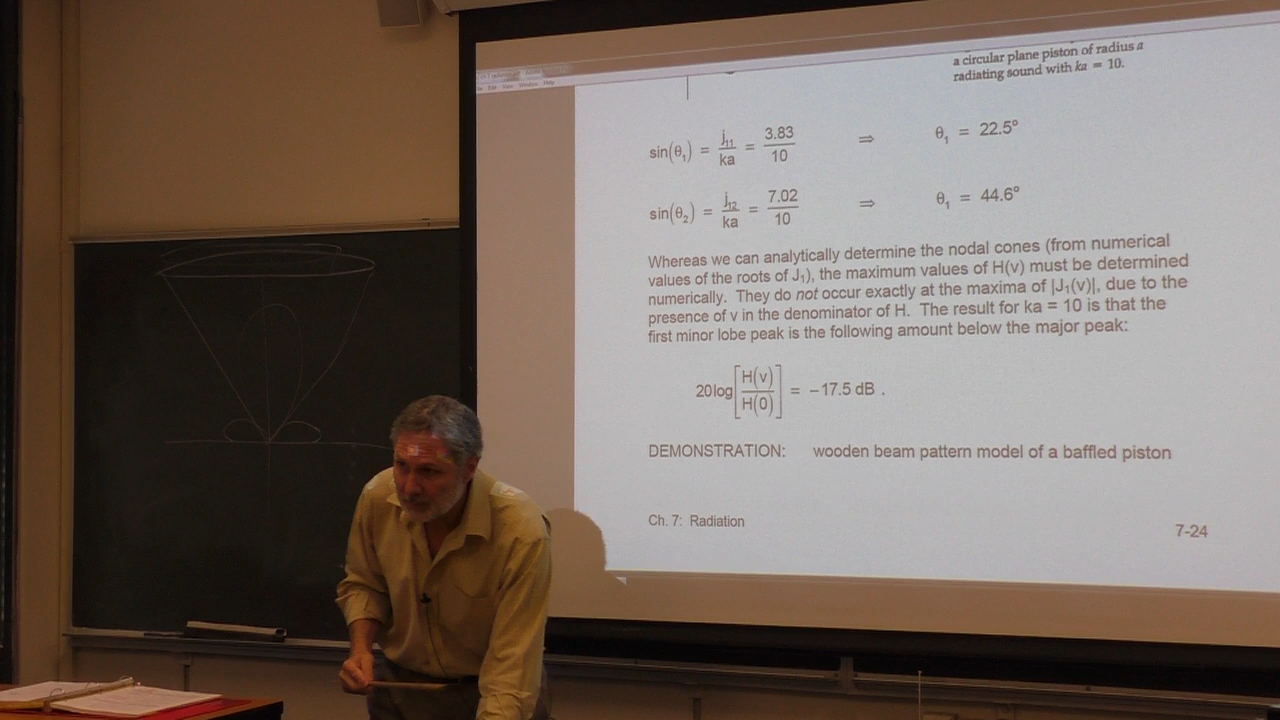 a circular plane piston of radius a
radiating sound with ka = 10.
sin(θ₁) = j₁₁/ka = 3.83/10 ⇒ θ₁ = 22.5°
sin(θ₂) = j₁₂/ka = 7.02/10 ⇒ θ₁ = 44.6°
Whereas we can analytically determine the nodal cones (from numerical
values of the roots of J₁), the maximum values of H(v) must be determined
numerically. They do not occur exactly at the maxima of |J₁(v)|, due to the
presence of v in the denominator of H. The result for ka = 10 is that the
first minor lobe peak is the following amount below the major peak:
20log[H(v)/H(0)] = −17.5 dB .
DEMONSTRATION: wooden beam pattern model of a baffled piston
Ch. 7: Radiation
7-24